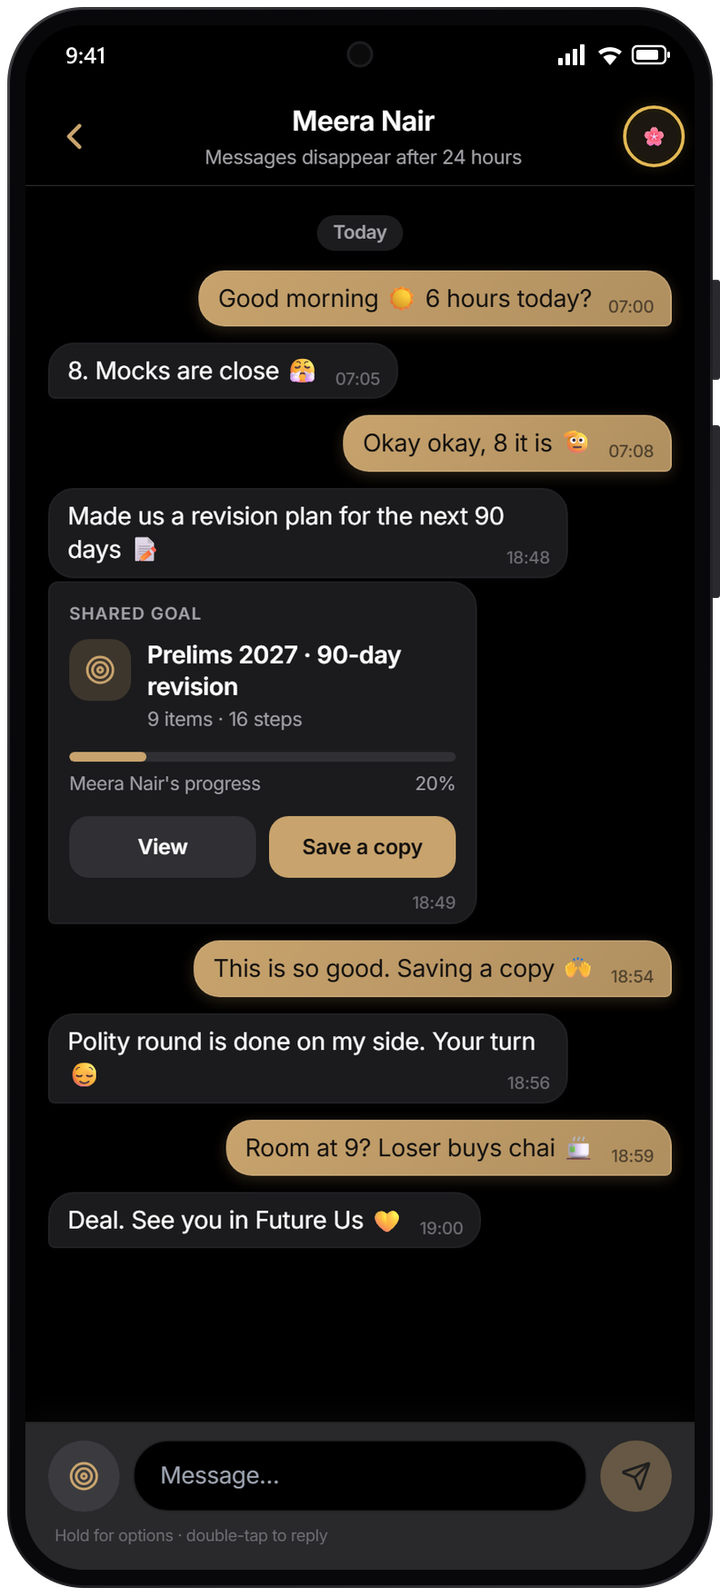 9:41
Meera Nair
Messages disappear after 24 hours
Today
Good morning ☀️ 6 hours today? 07:00
8. Mocks are close 😤 07:05
Okay okay, 8 it is 🫡 07:08
Made us a revision plan for the next 90
days 📝 18:48
SHARED GOAL
Prelims 2027 · 90-day
revision
9 items · 16 steps
Meera Nair's progress 20%
View Save a copy
18:49
This is so good. Saving a copy 🙌 18:54
Polity round is done on my side. Your turn
😌 18:56
Room at 9? Loser buys chai ☕ 18:59
Deal. See you in Future Us 💛 19:00
Message...
Hold for options · double-tap to reply